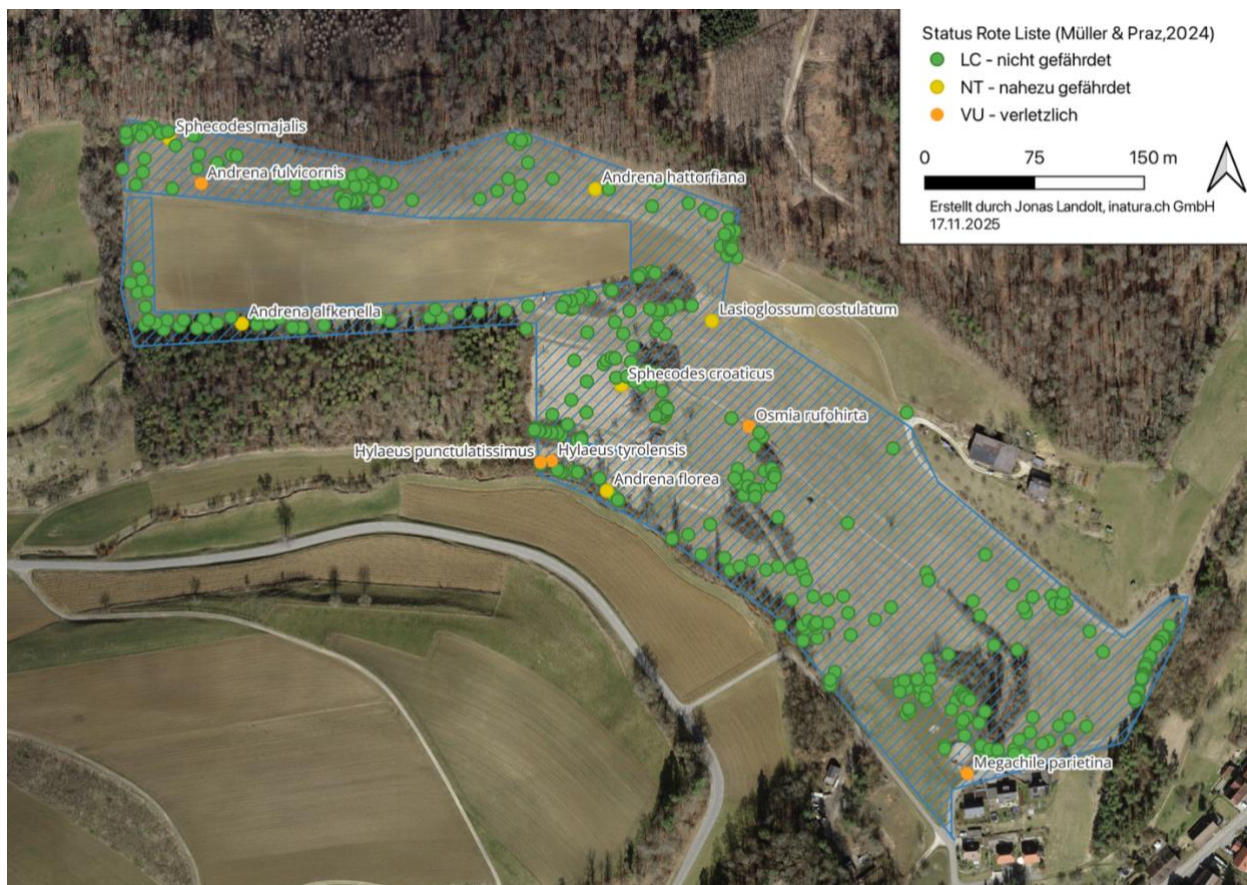 Status Rote Liste (Müller & Praz,2024)
LC - nicht gefährdet
NT - nahezu gefährdet
VU - verletzlich
0 75 150 m
Erstellt durch Jonas Landolt, inatura.ch GmbH
17.11.2025
Sphecodes majalis
Andrena fulvicornis
Andrena hattorfiana
Andrena alfkenella
Lasioglossum costulatum
Sphecodes croaticus
Osmia rufohirta
Hylaeus punctulatissimus
Hylaeus tyrolensis
Andrena florea
Megachile parietina